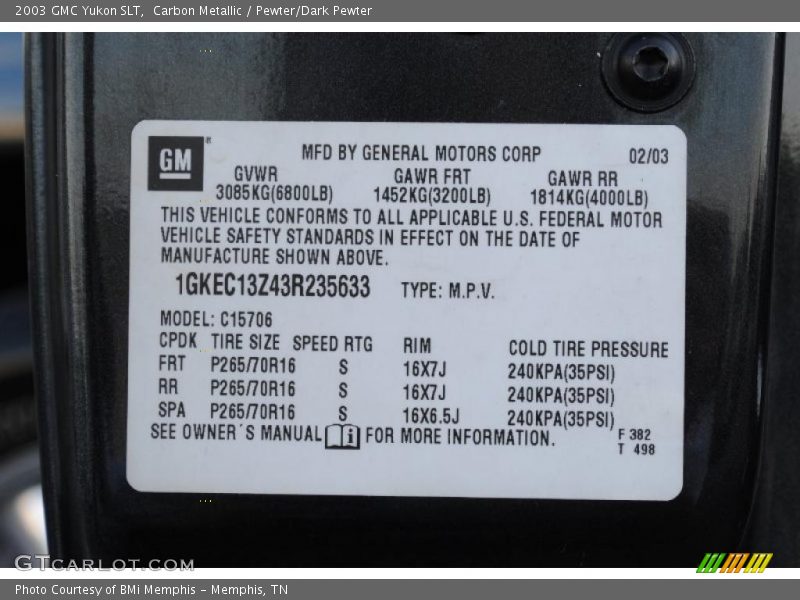 2003 GMC Yukon SLT,  Carbon Metallic / Pewter/Dark Pewter
GM®
MFD BY GENERAL MOTORS CORP 02/03
GVWR GAWR FRT GAWR RR
3085KG(6800LB) 1452KG(3200LB) 1814KG(4000LB)
THIS VEHICLE CONFORMS TO ALL APPLICABLE U.S. FEDERAL MOTOR
VEHICLE SAFETY STANDARDS IN EFFECT ON THE DATE OF
MANUFACTURE SHOWN ABOVE.
1GKEC13Z43R235633 TYPE: M.P.V.
MODEL: C15706
CPDK TIRE SIZE SPEED RTG RIM COLD TIRE PRESSURE
FRT P265/70R16 S 16X7J 240KPA(35PSI)
RR P265/70R16 S 16X7J 240KPA(35PSI)
SPA P265/70R16 S 16X6.5J 240KPA(35PSI)
SEE OWNER´S MANUAL i FOR MORE INFORMATION.
F 382
T 498
GTCARLOT.COM
Photo Courtesy of BMi Memphis - Memphis, TN